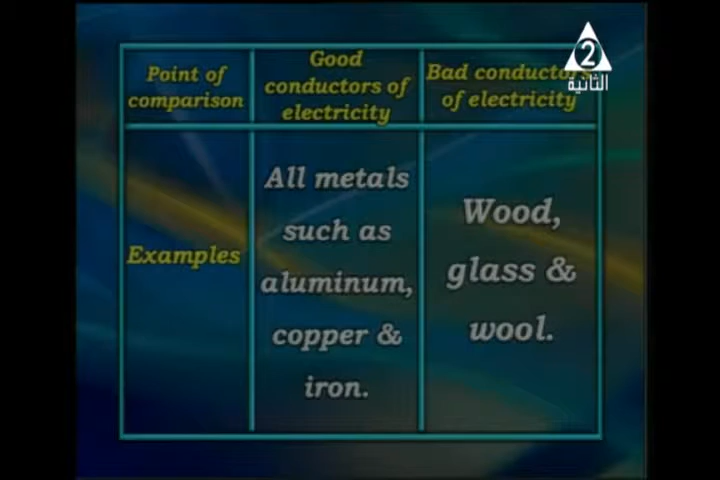 Point of
comparison
Good
conductors of
electricity
Bad conductors
of electricity
2
الثانية
Examples
All metals
such as
aluminum,
copper &
iron.
Wood,
glass &
wool.